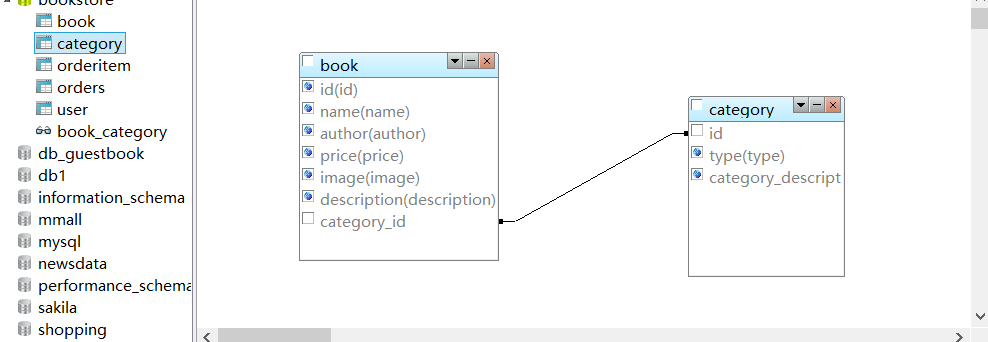 bookstore
book
category
orderitem
orders
user
book_category
db_guestbook
db1
information_schema
mmall
mysql
newsdata
performance_schema
sakila
shopping
book
id(id)
name(name)
author(author)
price(price)
image(image)
description(description)
category_id
category
id
type(type)
category_descript